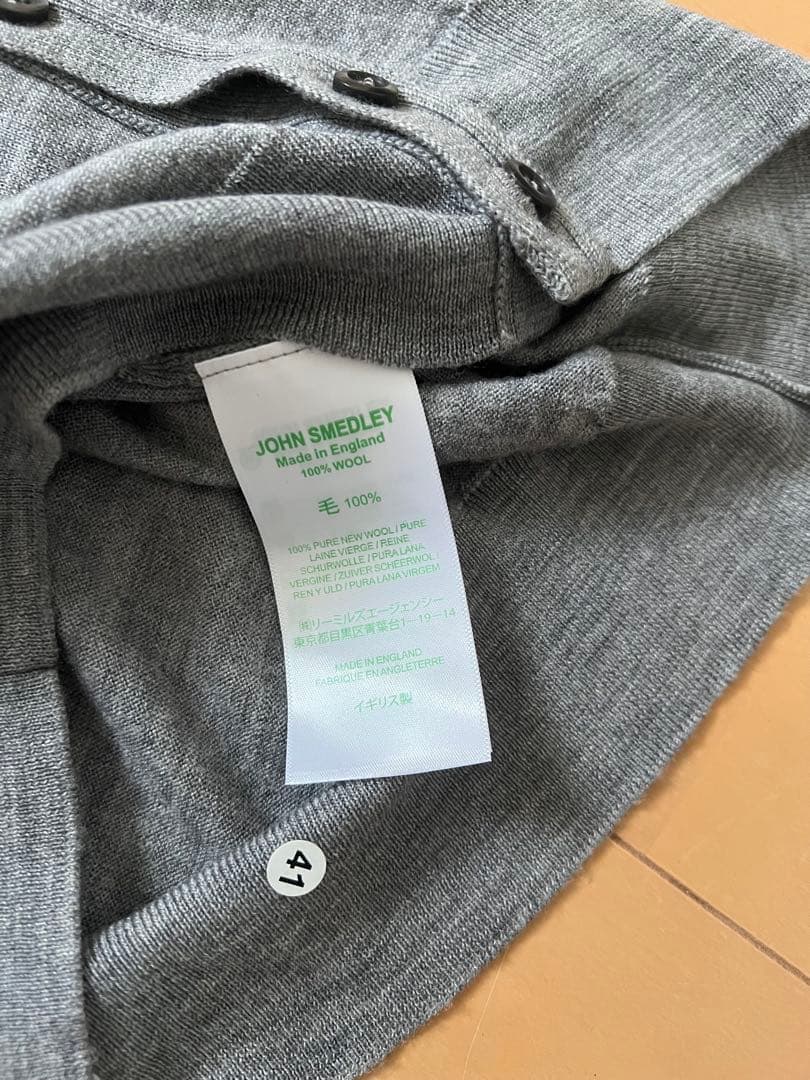 JOHN SMEDLEY
Made in England
100% WOOL
毛 100%
100% PURE NEW WOOL / PURE
LAINE VIERGE / REINE
SCHURWOLLE / PURA LANA
VERGINE / ZUIVER SCHEERWOL /
REN Y ULD / PURA LANA VIRGEM
㈱リーミルズエージェンシー
東京都目黒区青葉台1-19-14
MADE IN ENGLAND
FABRIQUE EN ANGLETERRE
イギリス製
41